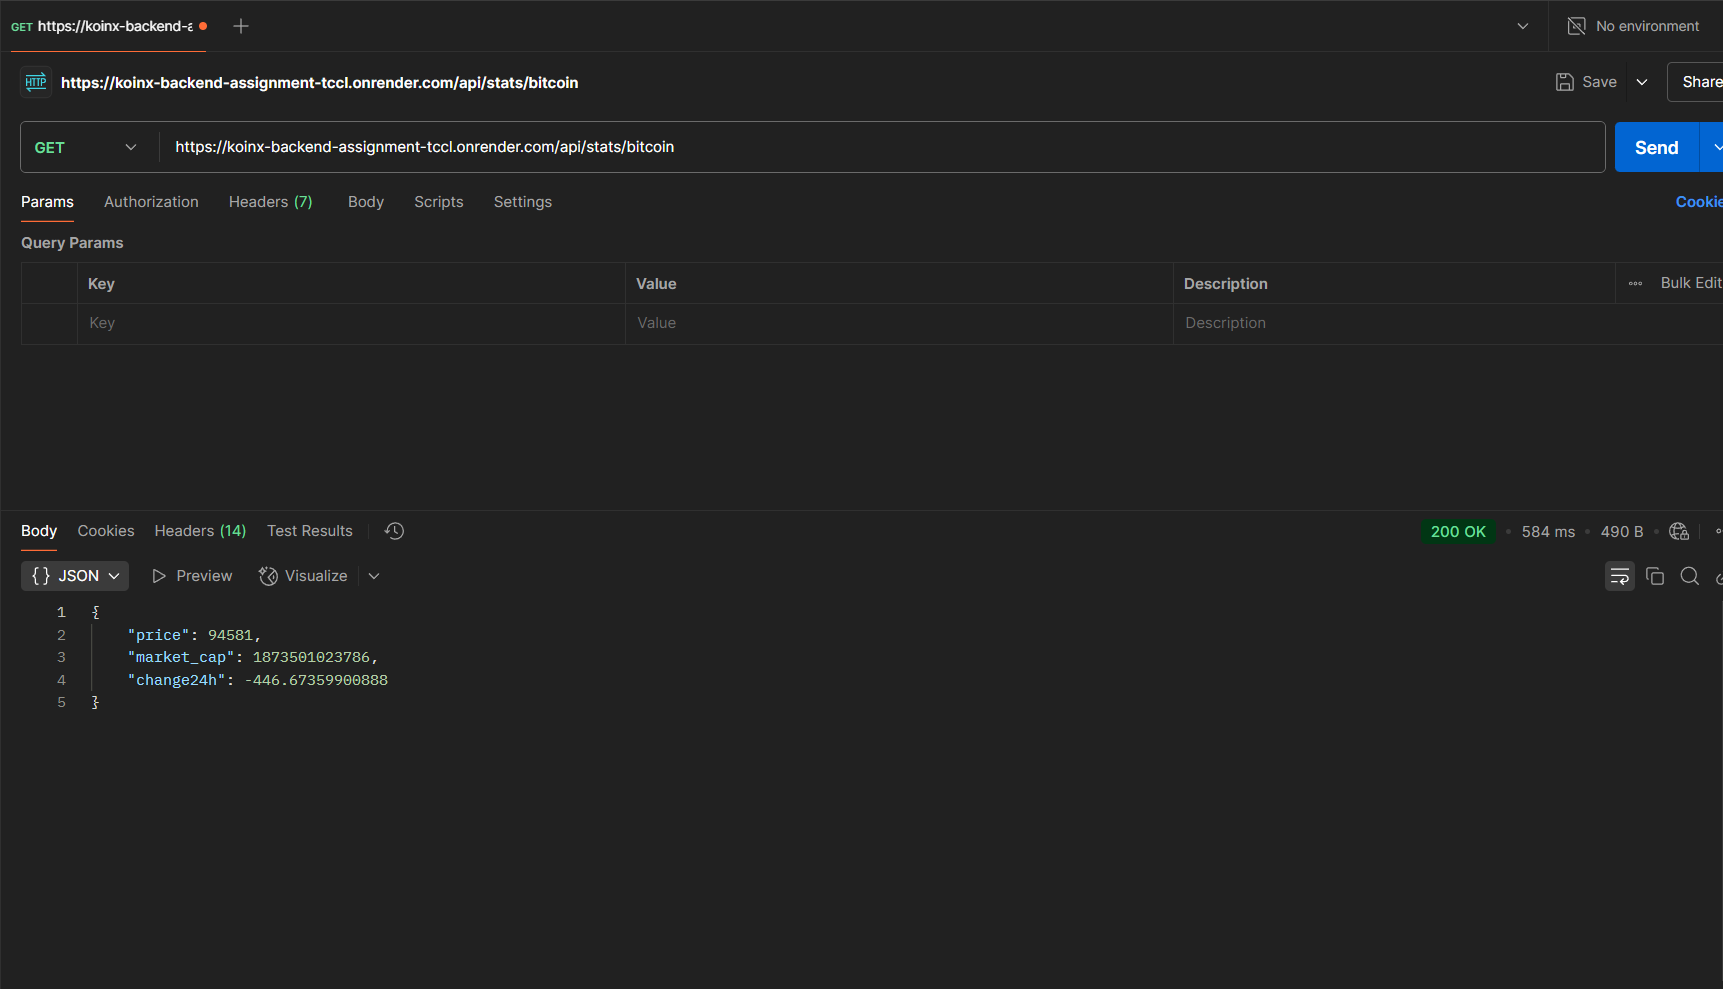 GET https://koinx-backend-a
No environment
HTTP https://koinx-backend-assignment-tccl.onrender.com/api/stats/bitcoin
Save
Share
GET https://koinx-backend-assignment-tccl.onrender.com/api/stats/bitcoin
Send
Params Authorization Headers (7) Body Scripts Settings
Cookie
Query Params
Key Value Description Bulk Edit
Key Value Description
Body Cookies Headers (14) Test Results
200 OK • 584 ms • 490 B •
{} JSON Preview Visualize
1 {
2 "price": 94581,
3 "market_cap": 1873501023786,
4 "change24h": -446.67359900888
5 }